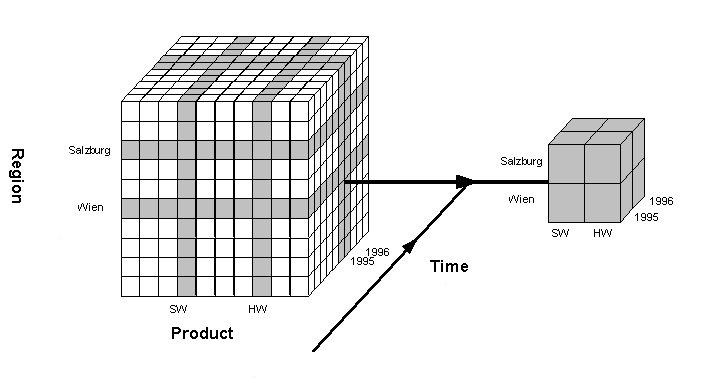 Region
Salzburg
Wien
SW
HW
Product
1995
1996
Time
Salzburg
Wien
SW
HW
1995
1996